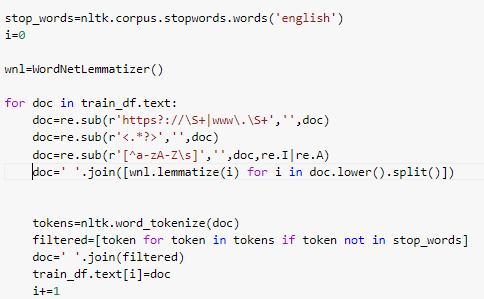 stop_words=nltk.corpus.stopwords.words('english')
i=0
wnl=WordNetLemmatizer()
for doc in train_df.text:
    doc=re.sub(r'https?://\S+|www\.\S+','',doc)
    doc=re.sub(r'<.*?>','',doc)
    doc=re.sub(r'[^a-zA-Z\s]','',doc,re.I|re.A)
    doc=' '.join([wnl.lemmatize(i) for i in doc.lower().split()])
    tokens=nltk.word_tokenize(doc)
    filtered=[token for token in tokens if token not in stop_words]
    doc=' '.join(filtered)
    train_df.text[i]=doc
    i+=1